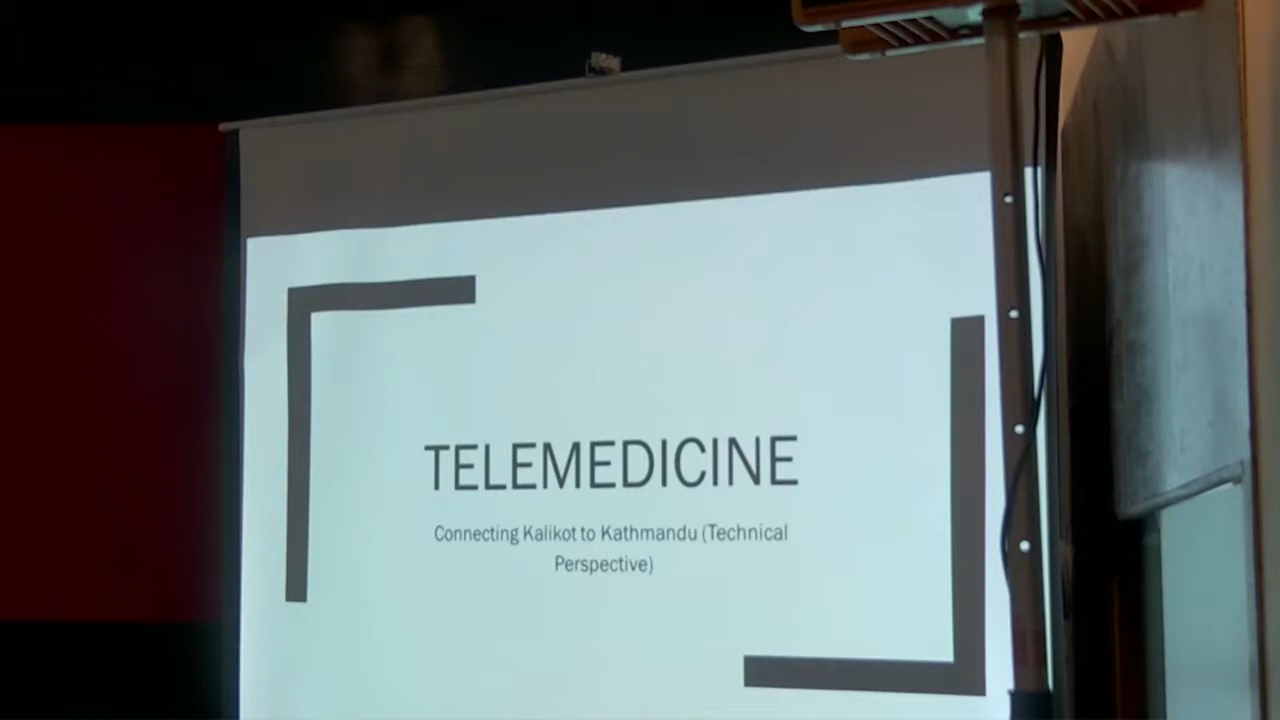 TELEMEDICINE
Connecting Kalikot to Kathmandu (Technical
Perspective)